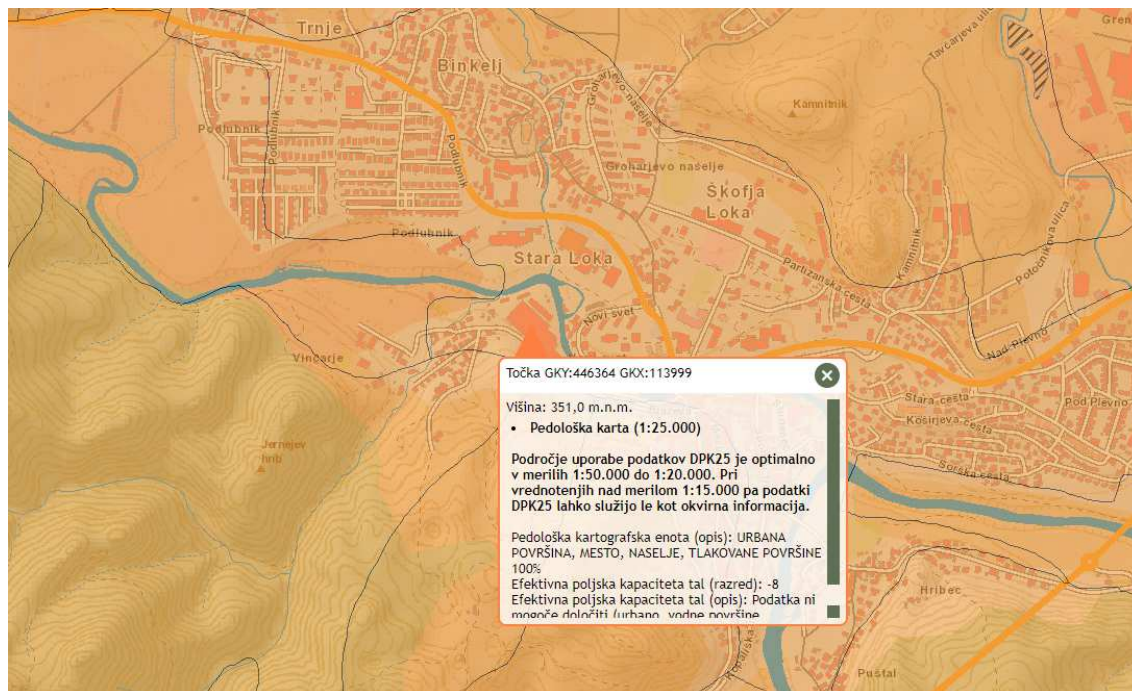 Trnje
Tavčarjeva ulica
Gren
Binkelj
Groharjevo naselje
Kamnitnik
Podlubnik
Podlubnik
Podlubnik
Groharjevo naselje
Škofja
Loka
Podlubnik
Stara Loka
Partizanska cesta
Kamnitnik
Potočnikova ulica
Novi svet
Vinčarje
Nad Plevno
Stara cesta
Pod Plevno
Koširjeva cesta
Sorška cesta
Jernejev
hrib
Točka GKY:446364 GKX:113999
Višina: 351,0 m.n.m.
• Pedološka karta (1:25.000)
Področje uporabe podatkov DPK25 je optimalno
v merilih 1:50.000 do 1:20.000. Pri
vrednotenjih nad merilom 1:15.000 pa podatki
DPK25 lahko služijo le kot okvirna informacija.
Pedološka kartografska enota (opis): URBANA
POVRŠINA, MESTO, NASELJE, TLAKOVANE POVRŠINE
100%
Efektivna poljska kapaciteta tal (razred): -8
Efektivna poljska kapaciteta tal (opis): Podatka ni
mogoče določiti (urbano, vodne površine
Hribec
Kopališka
Puštal